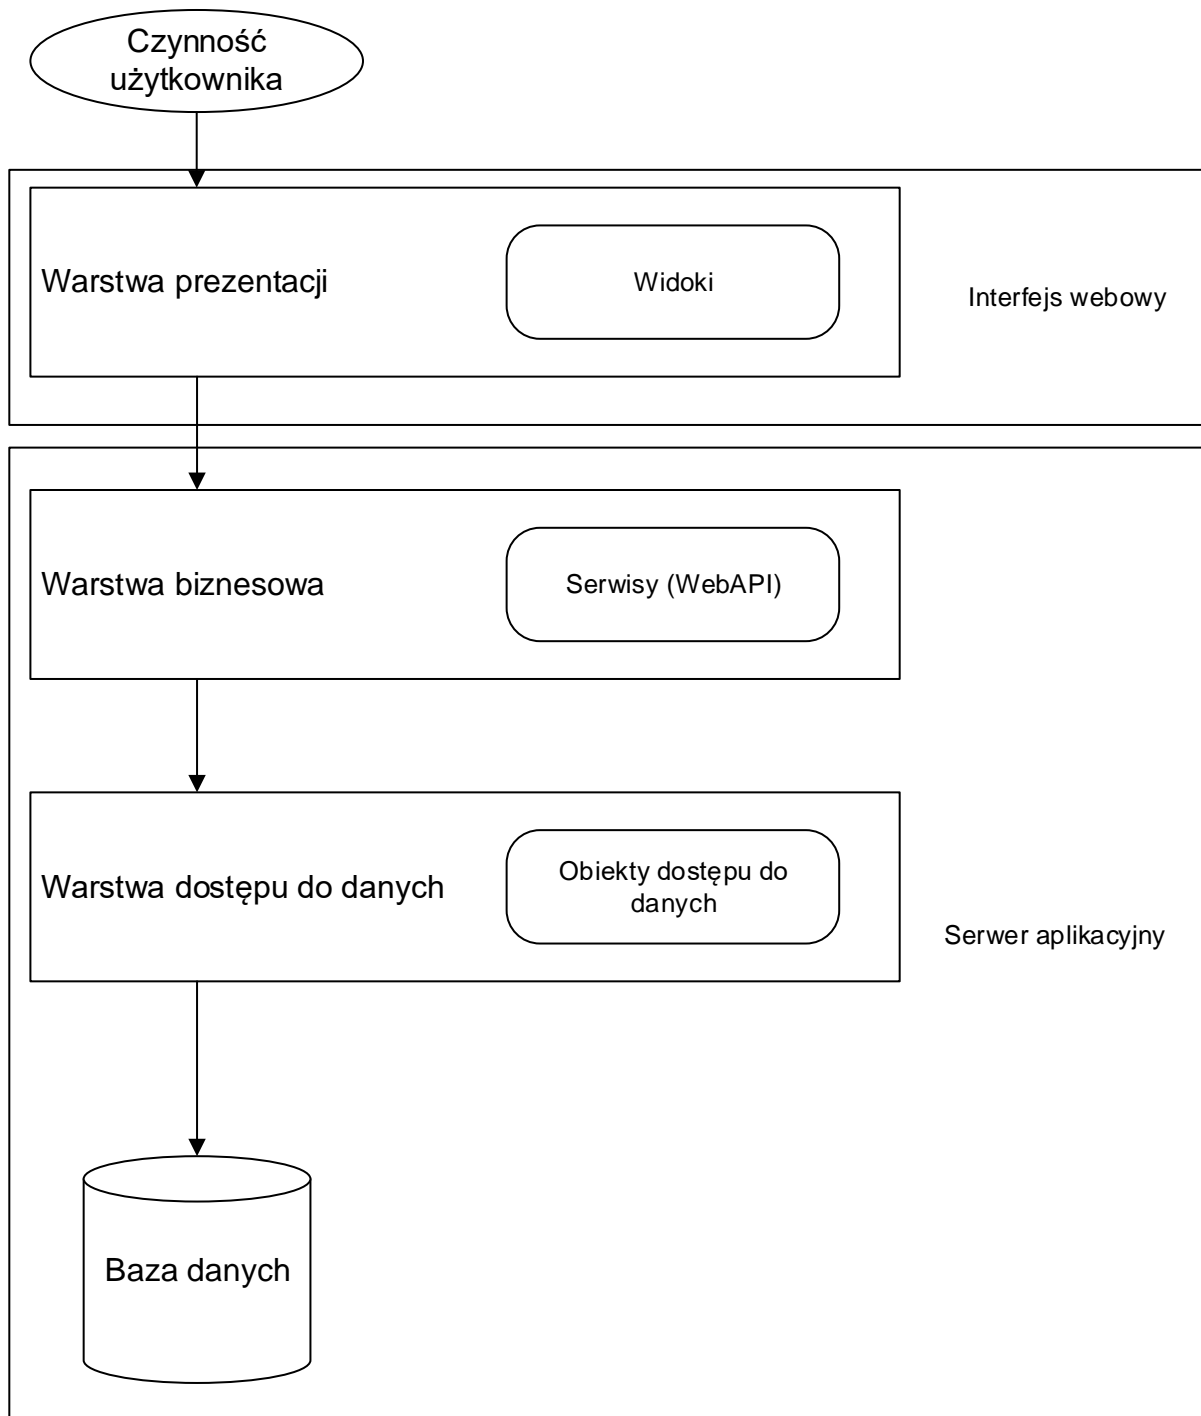 Czynność
użytkownika
Warstwa prezentacji
Widoki
Interfejs webowy
Warstwa biznesowa
Serwisy (WebAPI)
Warstwa dostępu do danych
Obiekty dostępu do
danych
Serwer aplikacyjny
Baza danych